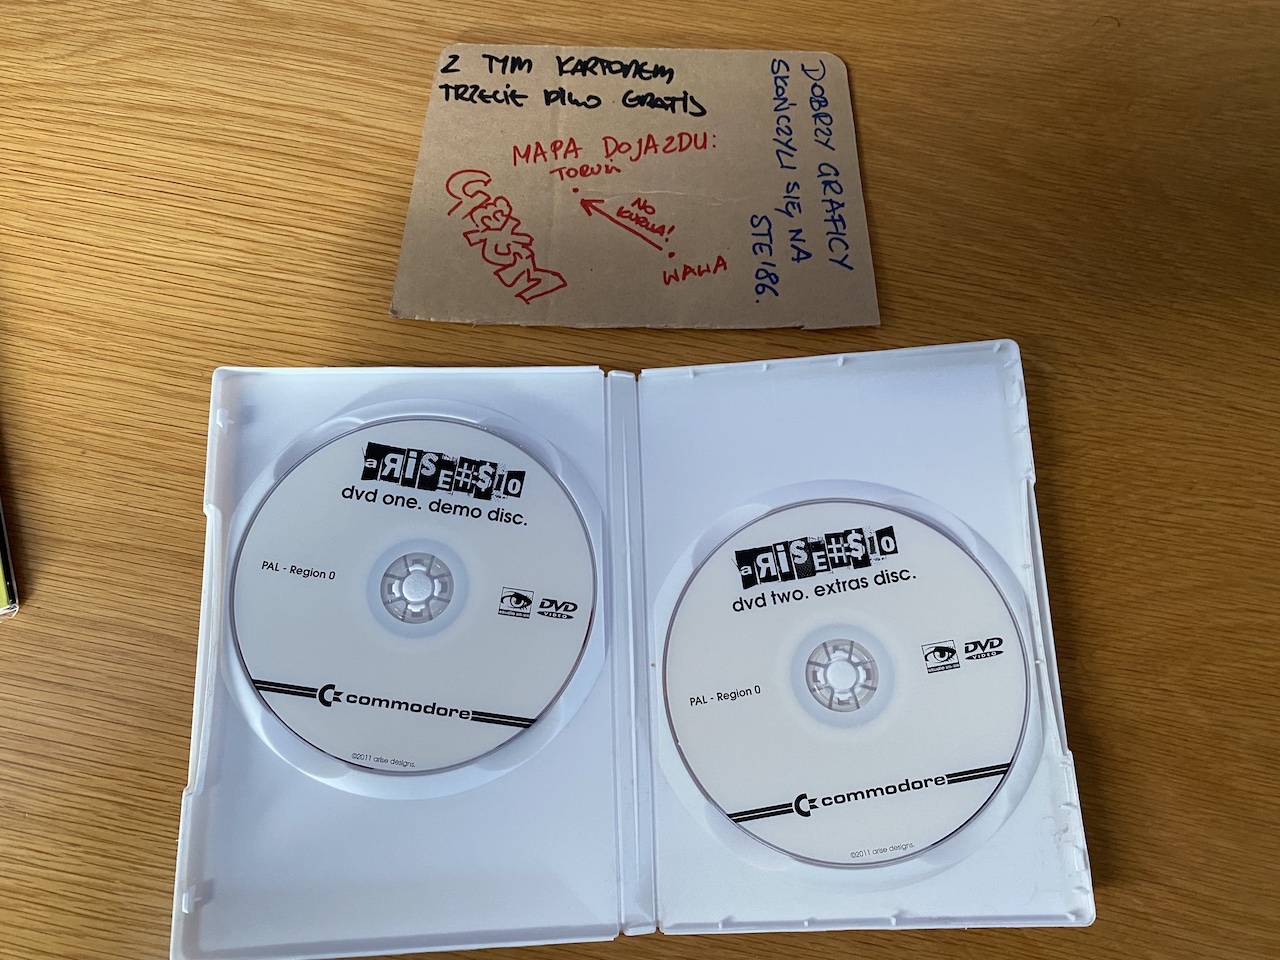 Z TYM KARTONEM
TRZECIE PIWO GRATIS
MAPA DOJAZDU:
TORUŃ
NO
KURWA!
WAWA
DOBRZY GRAFICY
SKOŃCZYLI SIĘ NA
STE'86.
aRiSE#$10
dvd one. demo disc.
PAL - Region 0
DVD
VIDEO
commodore
©2011 arise designs.
aRiSE#$10
dvd two. extras disc.
PAL - Region 0
DVD
VIDEO
commodore
©2011 arise designs.